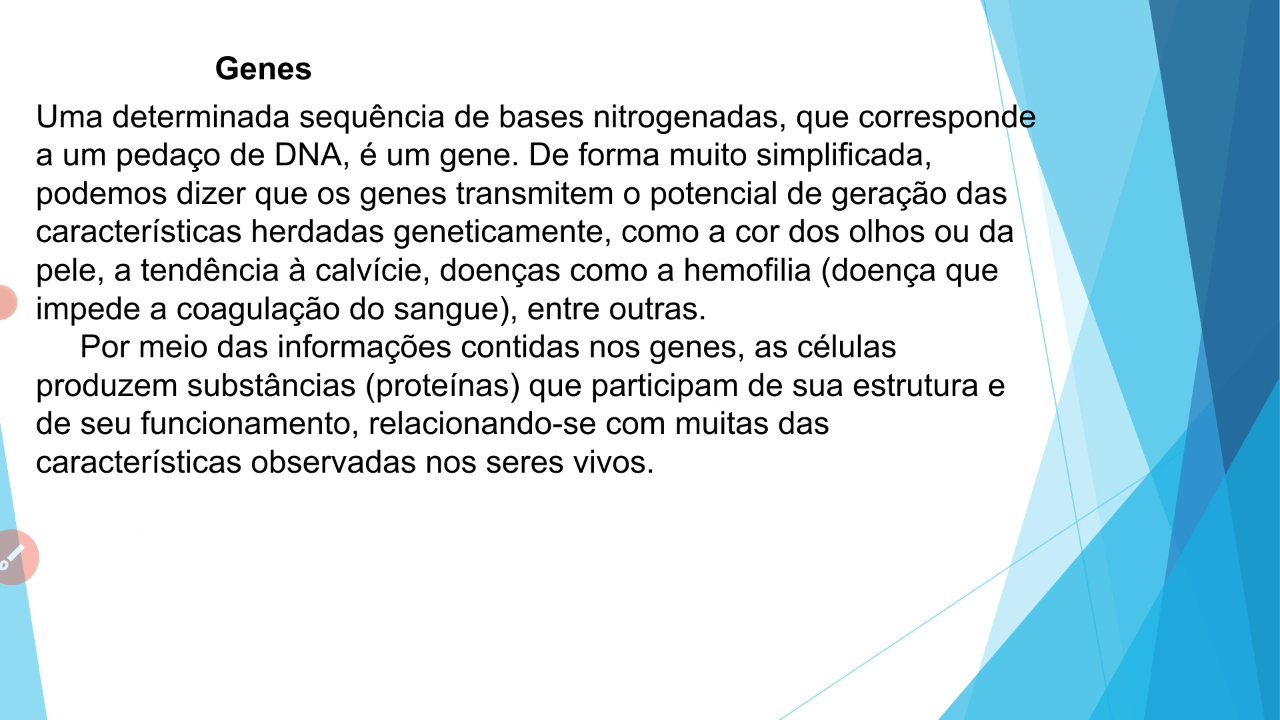 Genes
Uma determinada sequência de bases nitrogenadas, que corresponde
a um pedaço de DNA, é um gene. De forma muito simplificada,
podemos dizer que os genes transmitem o potencial de geração das
características herdadas geneticamente, como a cor dos olhos ou da
pele, a tendência à calvície, doenças como a hemofilia (doença que
impede a coagulação do sangue), entre outras.
Por meio das informações contidas nos genes, as células
produzem substâncias (proteínas) que participam de sua estrutura e
de seu funcionamento, relacionando-se com muitas das
características observadas nos seres vivos.